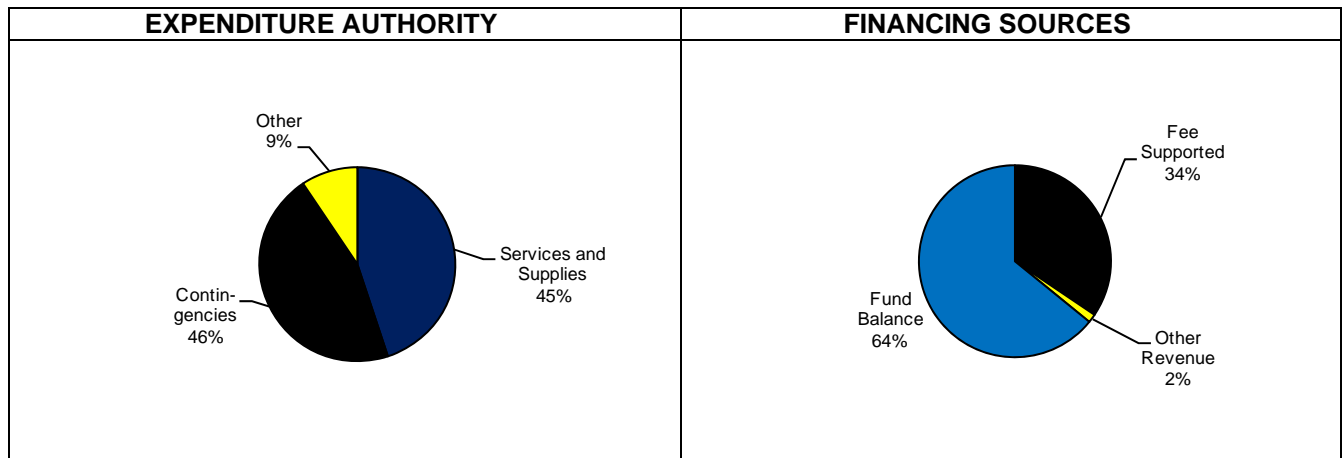 EXPENDITURE AUTHORITY
Other
9%
Services and
Supplies
45%
Contin-
gencies
46%
FINANCING SOURCES
Fee
Supported
34%
Fund
Balance
64%
Other
Revenue
2%